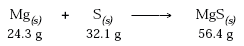 Mg(s) + S(s) ⟶ MgS(s)
24.3 g 32.1 g 56.4 g